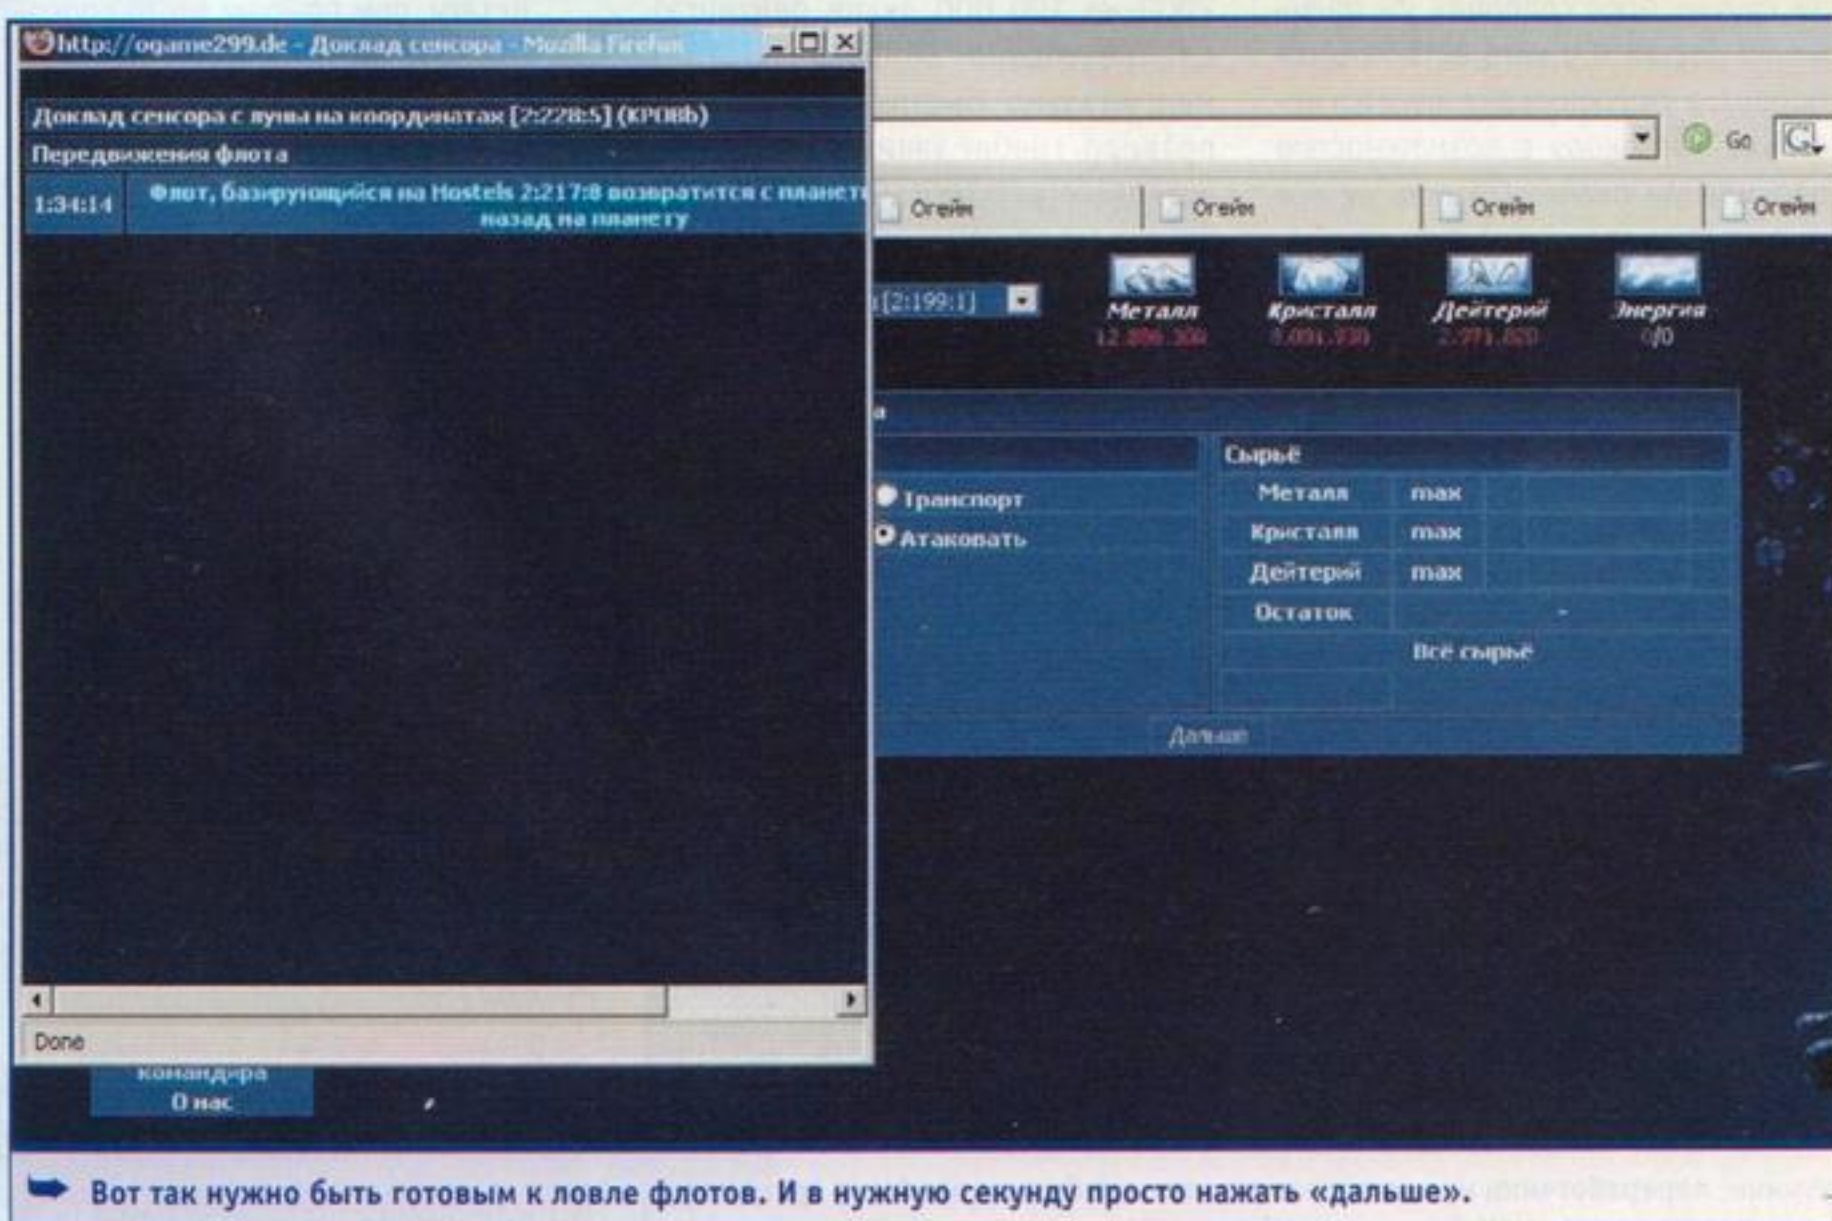 http://ogame299.de - Доклад сенсора - Mozilla Firefox
Доклад сенсора с луны на координатах [2:228:5] (КРОВЬ)
Передвижения флота
1:34:14
Флот, базирующийся на Hostels 2:217:8 возвратится с планет
назад на планету
Done
командира
О нас
Go
Огейм
Огейм
Огейм
Огейм
[2:199:1]
Металл
Кристалл
Дейтерий
Энергия
0/0
а
Сырьё
Транспорт
Атаковать
Металл max
Кристалл max
Дейтерий max
Остаток -
Всё сырьё
Дальше
Вот так нужно быть готовым к ловле флотов. И в нужную секунду просто нажать «дальше».